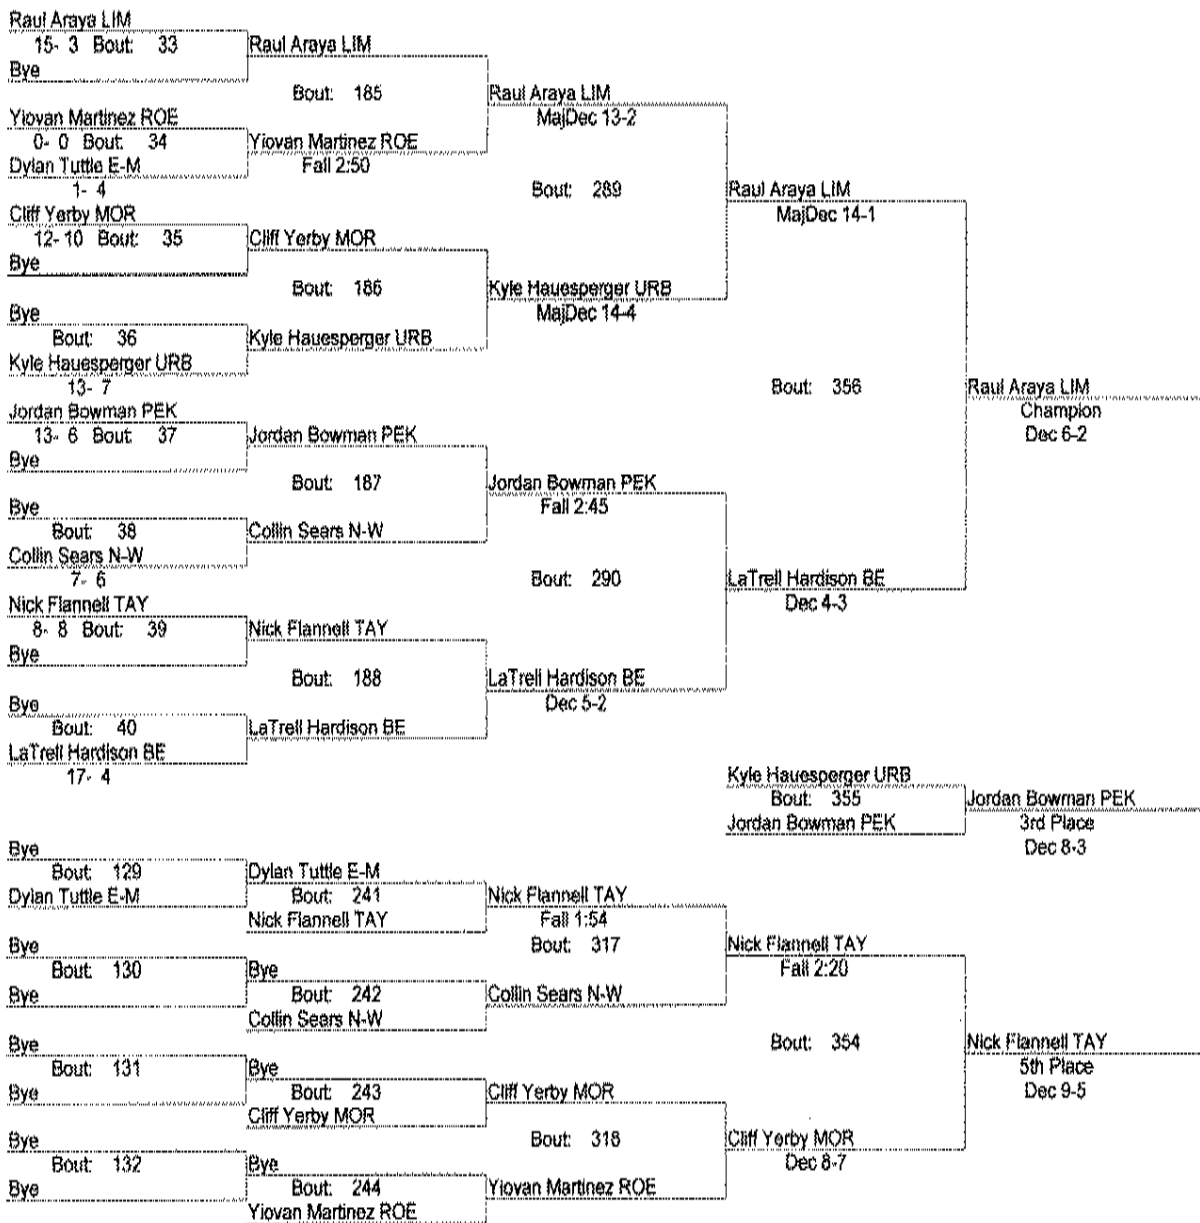 Raul Araya LIM
15- 3 Bout: 33
Bye
Raul Araya LIM
Bout: 185
Yiovan Martinez ROE
0- 0 Bout: 34
Dylan Tuttle E-M
1- 4
Yiovan Martinez ROE
Fall 2:50
Raul Araya LIM
MajDec 13-2
Cliff Yerby MOR
12- 10 Bout: 35
Bye
Cliff Yerby MOR
Bout: 186
Bye
Bout: 36
Kyle Hauesperger URB
13- 7
Kyle Hauesperger URB
Kyle Hauesperger URB
MajDec 14-4
Bout: 289
Raul Araya LIM
MajDec 14-1
Jordan Bowman PEK
13- 6 Bout: 37
Bye
Jordan Bowman PEK
Bout: 187
Bye
Bout: 38
Collin Sears N-W
7- 6
Collin Sears N-W
Jordan Bowman PEK
Fall 2:45
Nick Flannell TAY
8- 8 Bout: 39
Bye
Nick Flannell TAY
Bout: 188
Bye
Bout: 40
LaTrell Hardison BE
17- 4
LaTrell Hardison BE
LaTrell Hardison BE
Dec 5-2
Bout: 290
LaTrell Hardison BE
Dec 4-3
Bout: 356
Raul Araya LIM
Champion
Dec 6-2
Kyle Hauesperger URB
Bout: 355
Jordan Bowman PEK
Jordan Bowman PEK
3rd Place
Dec 8-3
Bye
Bout: 129
Dylan Tuttle E-M
Dylan Tuttle E-M
Bout: 241
Nick Flannell TAY
Nick Flannell TAY
Fall 1:54
Bout: 317
Bye
Bout: 130
Bye
Bye
Bout: 242
Collin Sears N-W
Collin Sears N-W
Nick Flannell TAY
Fall 2:20
Bye
Bout: 131
Bye
Bye
Bout: 243
Cliff Yerby MOR
Cliff Yerby MOR
Bout: 318
Bye
Bout: 132
Bye
Bye
Bout: 244
Yiovan Martinez ROE
Yiovan Martinez ROE
Cliff Yerby MOR
Dec 8-7
Bout: 354
Nick Flannell TAY
5th Place
Dec 9-5